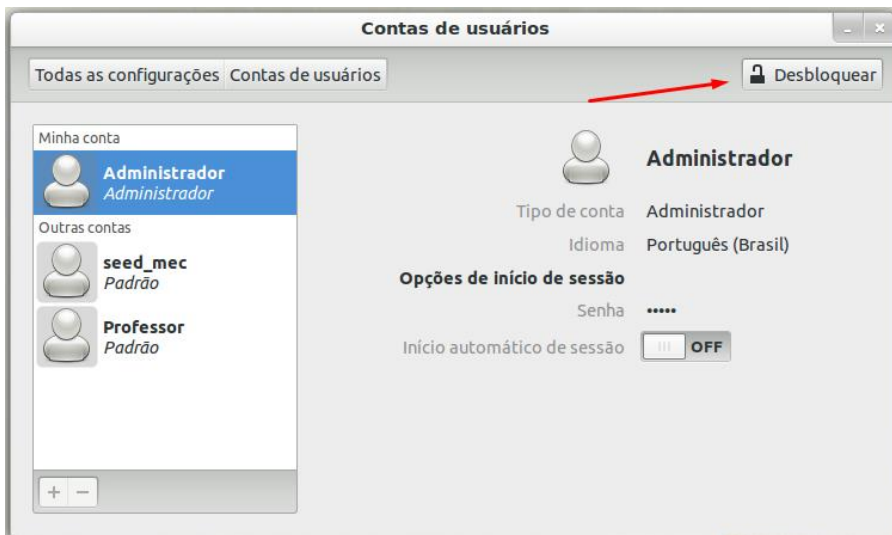 Contas de usuários
Todas as configurações Contas de usuários
Desbloquear
Minha conta
Administrador
Administrador
Outras contas
seed_mec
Padrão
Professor
Padrão
+ −
Administrador
Tipo de conta Administrador
Idioma Português (Brasil)
Opções de início de sessão
Senha •••••
Início automático de sessão OFF